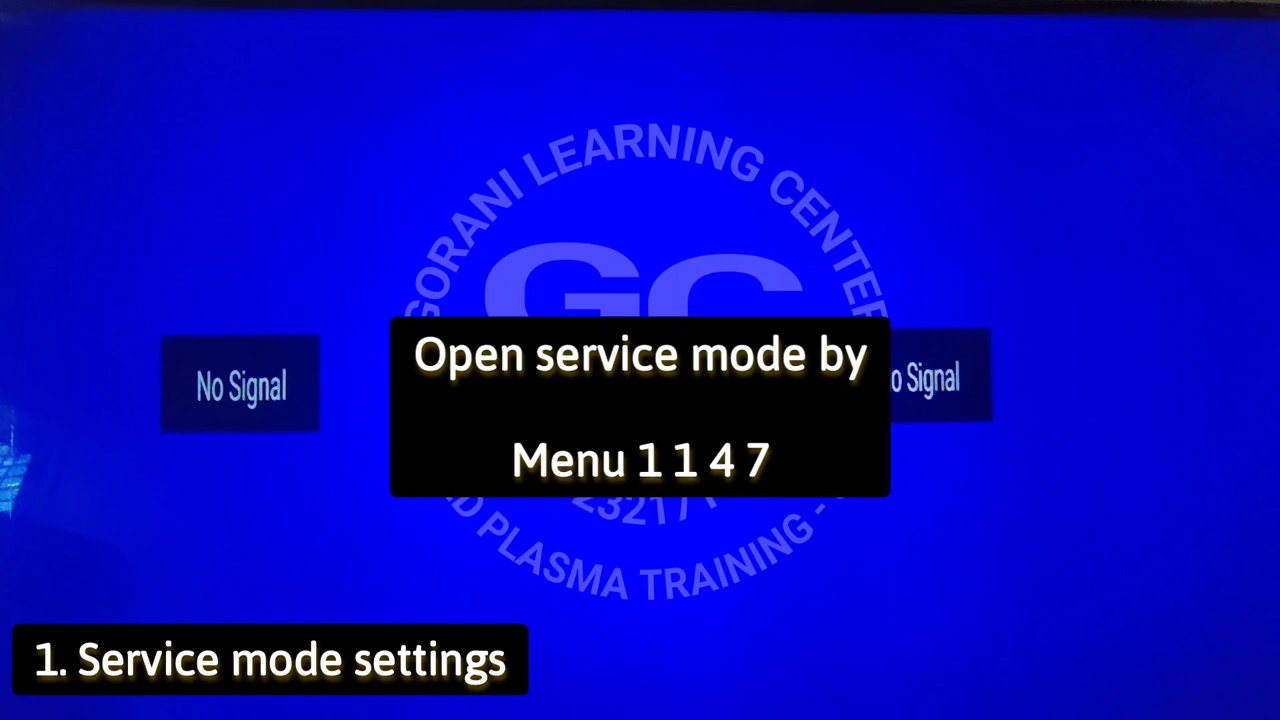 GORANI LEARNING CENTER
GC
No Signal
Open service mode by
Menu 1 1 4 7
Signal
PLASMA TRAINING -
1. Service mode settings